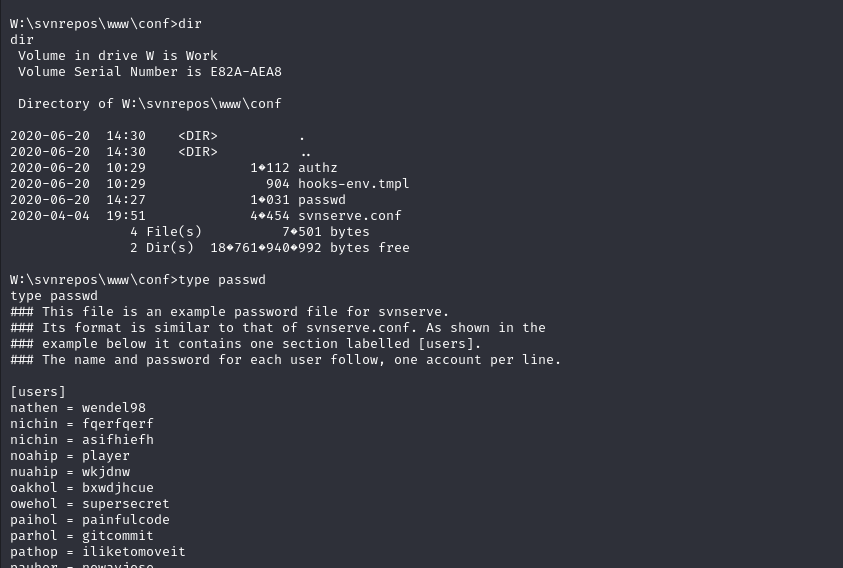 W:\svnrepos\www\conf>dir
dir
 Volume in drive W is Work
 Volume Serial Number is E82A-AEA8

 Directory of W:\svnrepos\www\conf

2020-06-20  14:30    <DIR>          .
2020-06-20  14:30    <DIR>          ..
2020-06-20  10:29             1�112 authz
2020-06-20  10:29               904 hooks-env.tmpl
2020-06-20  14:27             1�031 passwd
2020-04-04  19:51             4�454 svnserve.conf
               4 File(s)          7�501 bytes
               2 Dir(s)  18�761�940�992 bytes free

W:\svnrepos\www\conf>type passwd
type passwd
### This file is an example password file for svnserve.
### Its format is similar to that of svnserve.conf. As shown in the
### example below it contains one section labelled [users].
### The name and password for each user follow, one account per line.

[users]
nathen = wendel98
nichin = fqerfqerf
nichin = asifhiefh
noahip = player
nuahip = wkjdnw
oakhol = bxwdjhcue
owehol = supersecret
paihol = painfulcode
parhol = gitcommit
pathop = iliketomoveit
pauhor = nowayjose